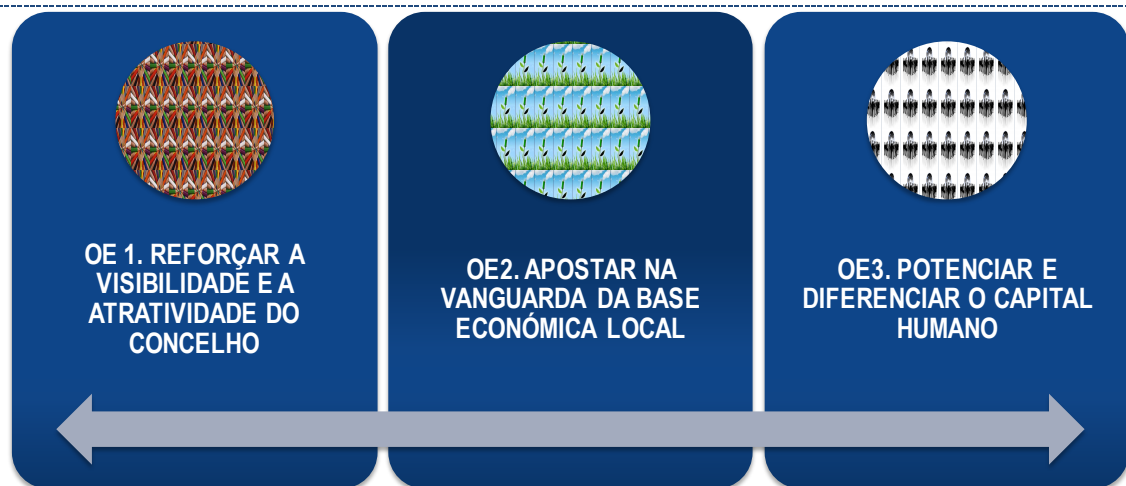 OE 1. REFORÇAR A
VISIBILIDADE E A
ATRATIVIDADE DO
CONCELHO
OE2. APOSTAR NA
VANGUARDA DA BASE
ECONÓMICA LOCAL
OE3. POTENCIAR E
DIFERENCIAR O CAPITAL
HUMANO